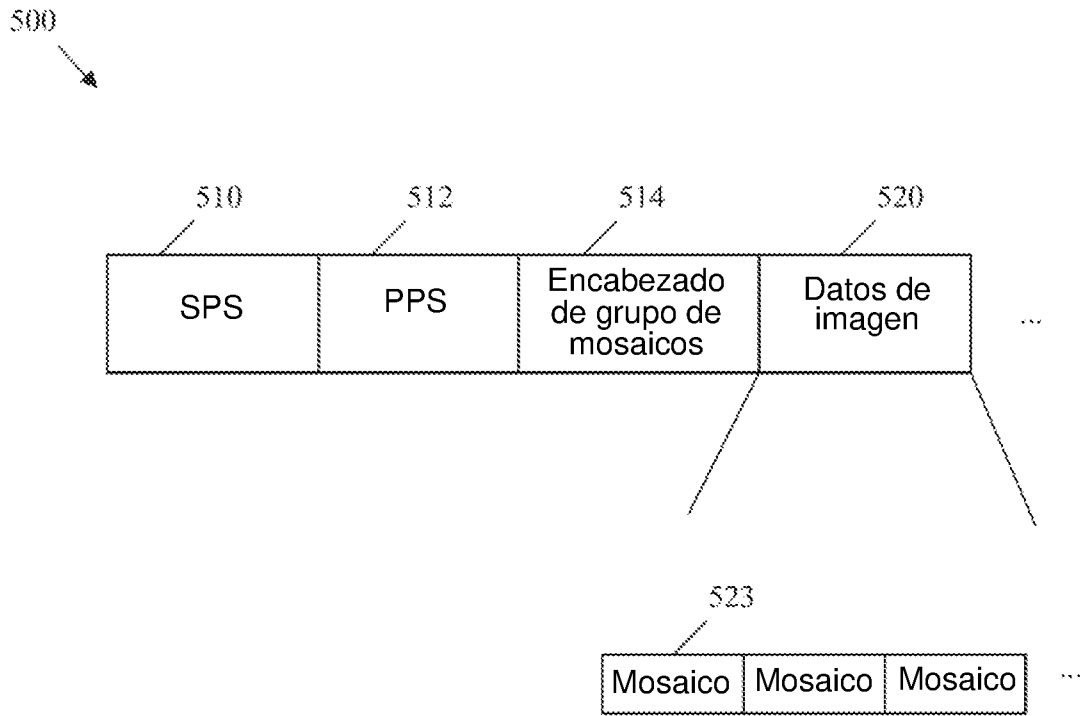 500
510
512
514
520
SPS
PPS
Encabezado
de grupo de
mosaicos
Datos de
imagen
...
523
Mosaico
Mosaico
Mosaico
...